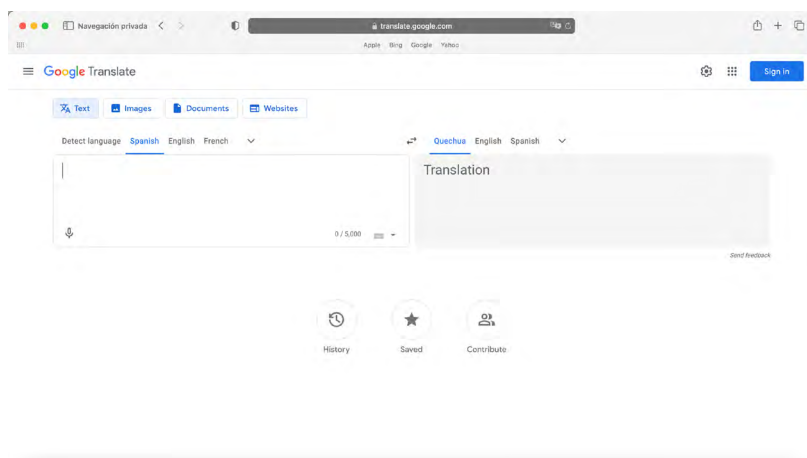 Navegación privada
translate.google.com
Apple Bing Google Yahoo
Google Translate
Sign in
Text Images Documents Websites
Detect language Spanish English French
Quechua English Spanish
Translation
0 / 5,000
Send feedback
History Saved Contribute